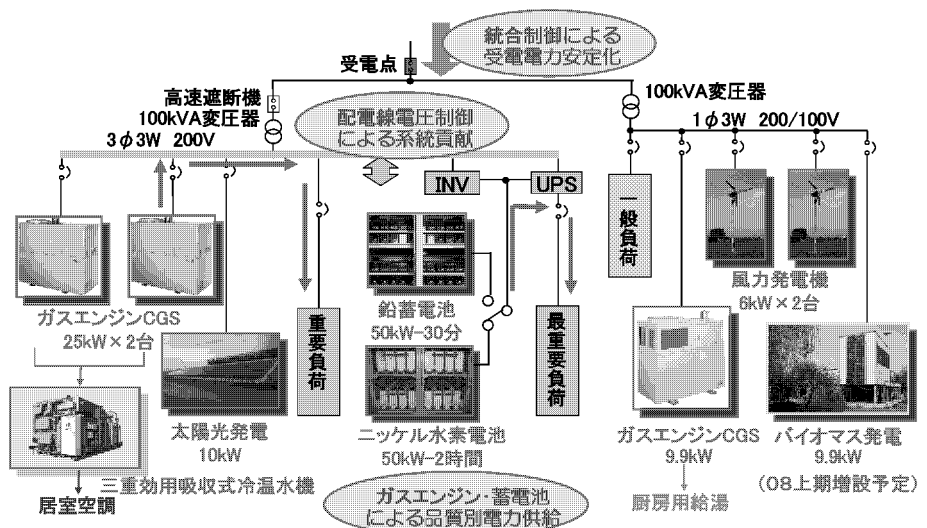 統合制御による
受電電力安定化
受電点
高速遮断機
100kVA変圧器
3φ3W 200V
配電線電圧制御
による系統貢献
100kVA変圧器
1φ3W 200/100V
INV
UPS
一般負荷
風力発電機
6kW×2台
ガスエンジンCGS
25kW×2台
鉛蓄電池
50kW-30分
重要負荷
最重要負荷
太陽光発電
10kW
ニッケル水素電池
50kW-2時間
ガスエンジンCGS
9.9kW
バイオマス発電
9.9kW
(08上期増設予定)
三重効用吸収式冷温水機
居室空調
厨房用給湯
ガスエンジン・蓄電池
による品質別電力供給